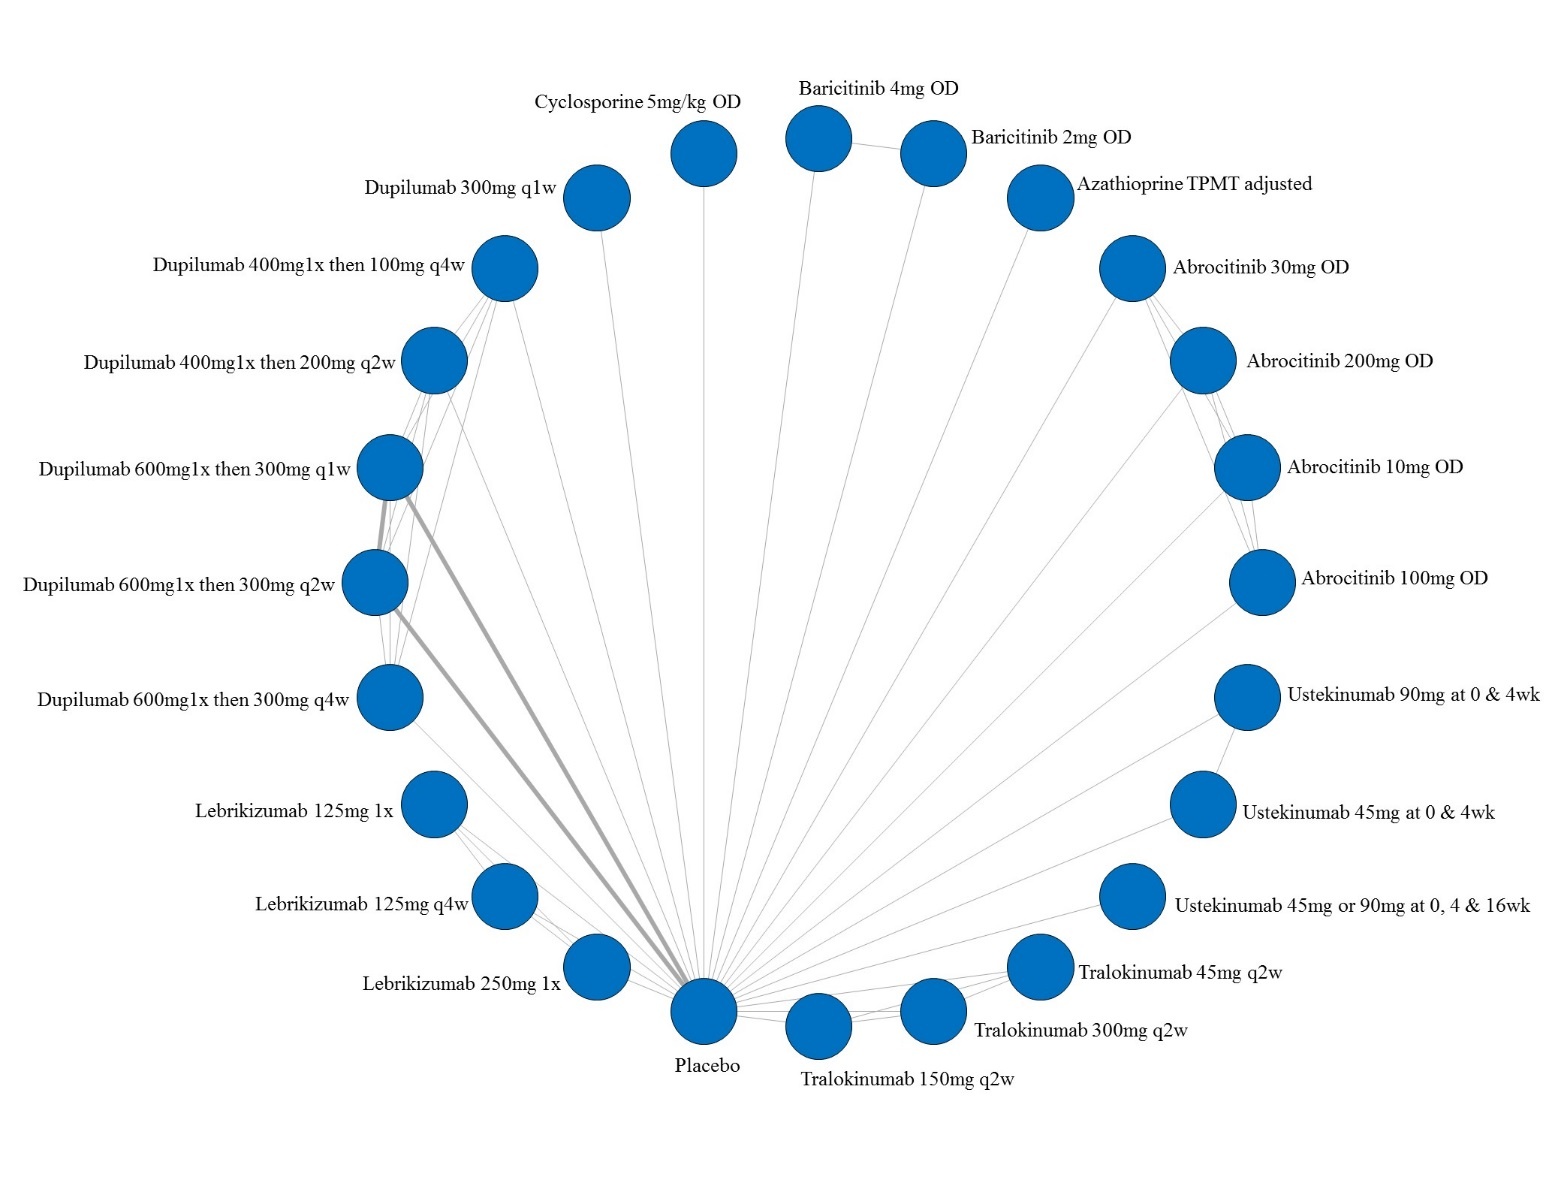 Baricitinib 4mg OD
Cyclosporine 5mg/kg OD
Baricitinib 2mg OD
Dupilumab 300mg q1w
Azathioprine TPMT adjusted
Dupilumab 400mg1x then 100mg q4w
Abrocitinib 30mg OD
Dupilumab 400mg1x then 200mg q2w
Abrocitinib 200mg OD
Dupilumab 600mg1x then 300mg q1w
Abrocitinib 10mg OD
Dupilumab 600mg1x then 300mg q2w
Abrocitinib 100mg OD
Dupilumab 600mg1x then 300mg q4w
Ustekinumab 90mg at 0 & 4wk
Lebrikizumab 125mg 1x
Ustekinumab 45mg at 0 & 4wk
Lebrikizumab 125mg q4w
Ustekinumab 45mg or 90mg at 0, 4 & 16wk
Lebrikizumab 250mg 1x
Tralokinumab 45mg q2w
Tralokinumab 300mg q2w
Placebo
Tralokinumab 150mg q2w